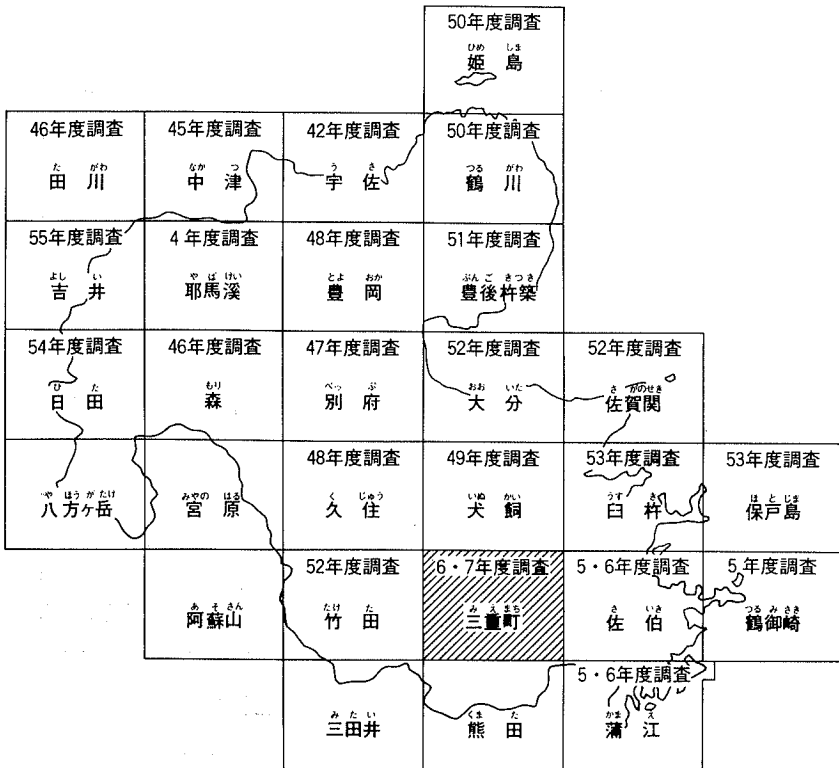 50年度調査
ひめ しま
姫 島
46年度調査 45年度調査 42年度調査 50年度調査
た がわ なか つ う さ つる がわ
田 川 中 津 宇 佐 鶴 川
55年度調査 4年度調査 48年度調査 51年度調査
よし い や ば けい とよ おか ぶん ご き つき
吉 井 耶馬溪 豊 岡 豊後杵築
54年度調査 46年度調査 47年度調査 52年度調査 52年度調査
ひ た もり べっ ぷ おお いた さ がのせき
日 田 森 別 府 大 分 佐賀関
48年度調査 49年度調査 53年度調査 53年度調査
や ほう が たけ みやの はる く じゅう いぬ かい うす き ほ と じま
八方ヶ岳 宮 原 久 住 犬 飼 臼 杵 保戸島
52年度調査 6・7年度調査 5・6年度調査 5年度調査
あ そ さん たけ た み え まち さ いき つる み さき
阿蘇山 竹 田 三重町 佐 伯 鶴御崎
5・6年度調査
み た い くま た かま え
三田井 熊 田 蒲 江